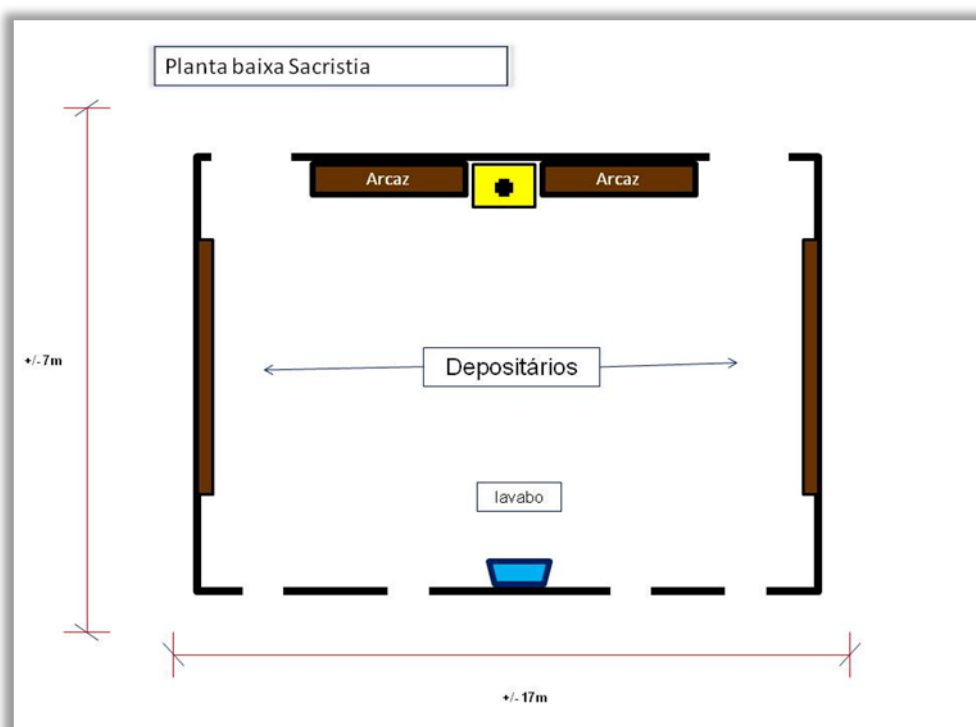 Planta baixa Sacristia
Arcaz
Arcaz
+/-7m
Depositários
lavabo
+/- 17m